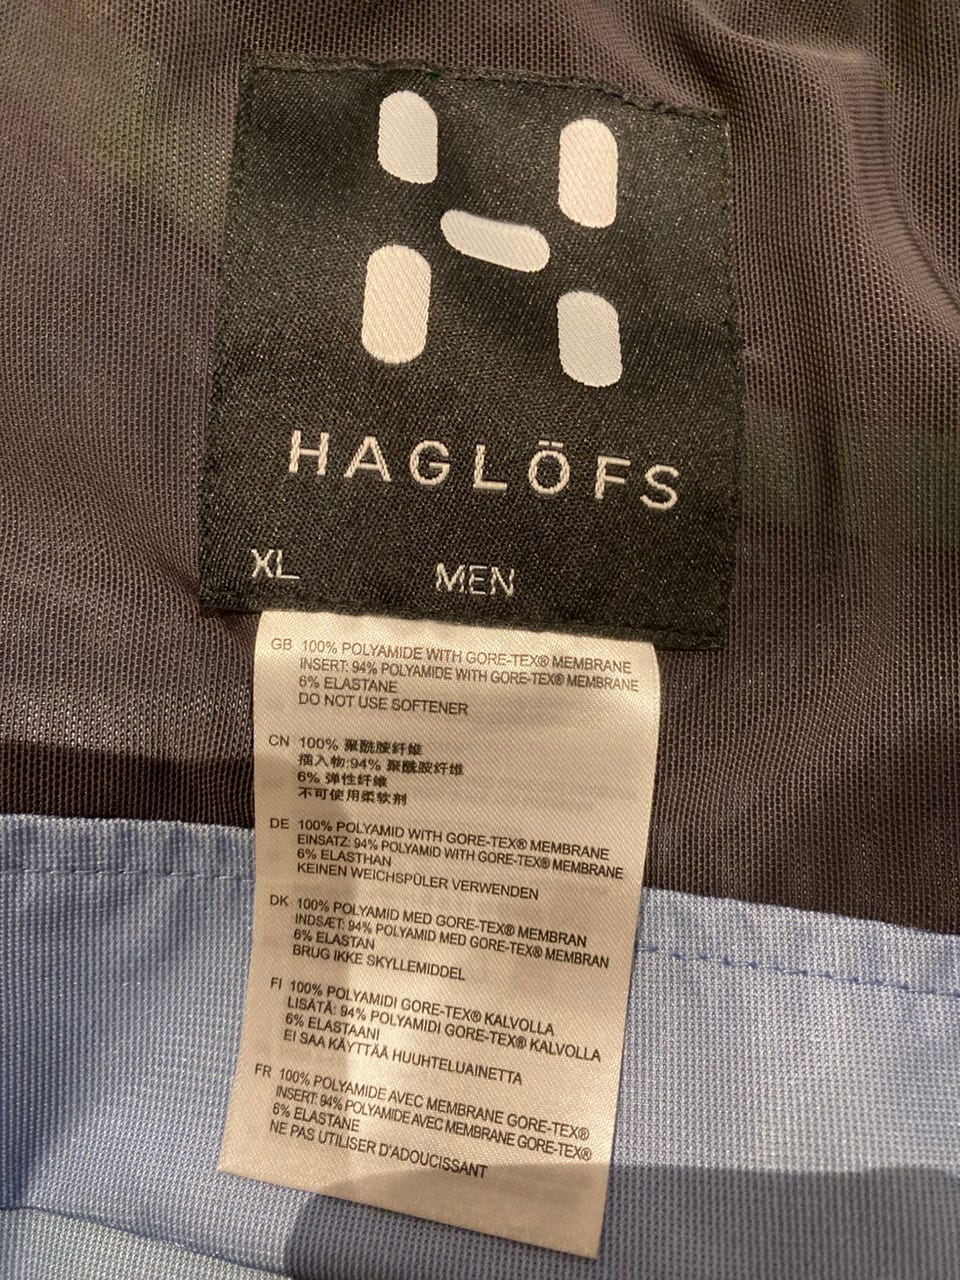 HAGLÖFS
XL MEN
GB 100% POLYAMIDE WITH GORE-TEX® MEMBRANE
INSERT: 94% POLYAMIDE WITH GORE-TEX® MEMBRANE
6% ELASTANE
DO NOT USE SOFTENER
CN 100% 聚酰胺纤维
插入物:94% 聚酰胺纤维
6% 弹性纤维
不可使用柔软剂
DE 100% POLYAMID WITH GORE-TEX® MEMBRANE
EINSATZ: 94% POLYAMID WITH GORE-TEX® MEMBRANE
6% ELASTHAN
KEINEN WEICHSPÜLER VERWENDEN
DK 100% POLYAMID MED GORE-TEX® MEMBRAN
INDSÆT: 94% POLYAMID MED GORE-TEX® MEMBRAN
6% ELASTAN
BRUG IKKE SKYLLEMIDDEL
FI 100% POLYAMIDI GORE-TEX® KALVOLLA
LISÄTÄ: 94% POLYAMIDI GORE-TEX® KALVOLLA
6% ELASTAANI
EI SAA KÄYTTÄÄ HUUHTELUAINETTA
FR 100% POLYAMIDE AVEC MEMBRANE GORE-TEX®
INSERT: 94% POLYAMIDE AVEC MEMBRANE GORE-TEX®
6% ELASTANE
NE PAS UTILISER D'ADOUCISSANT